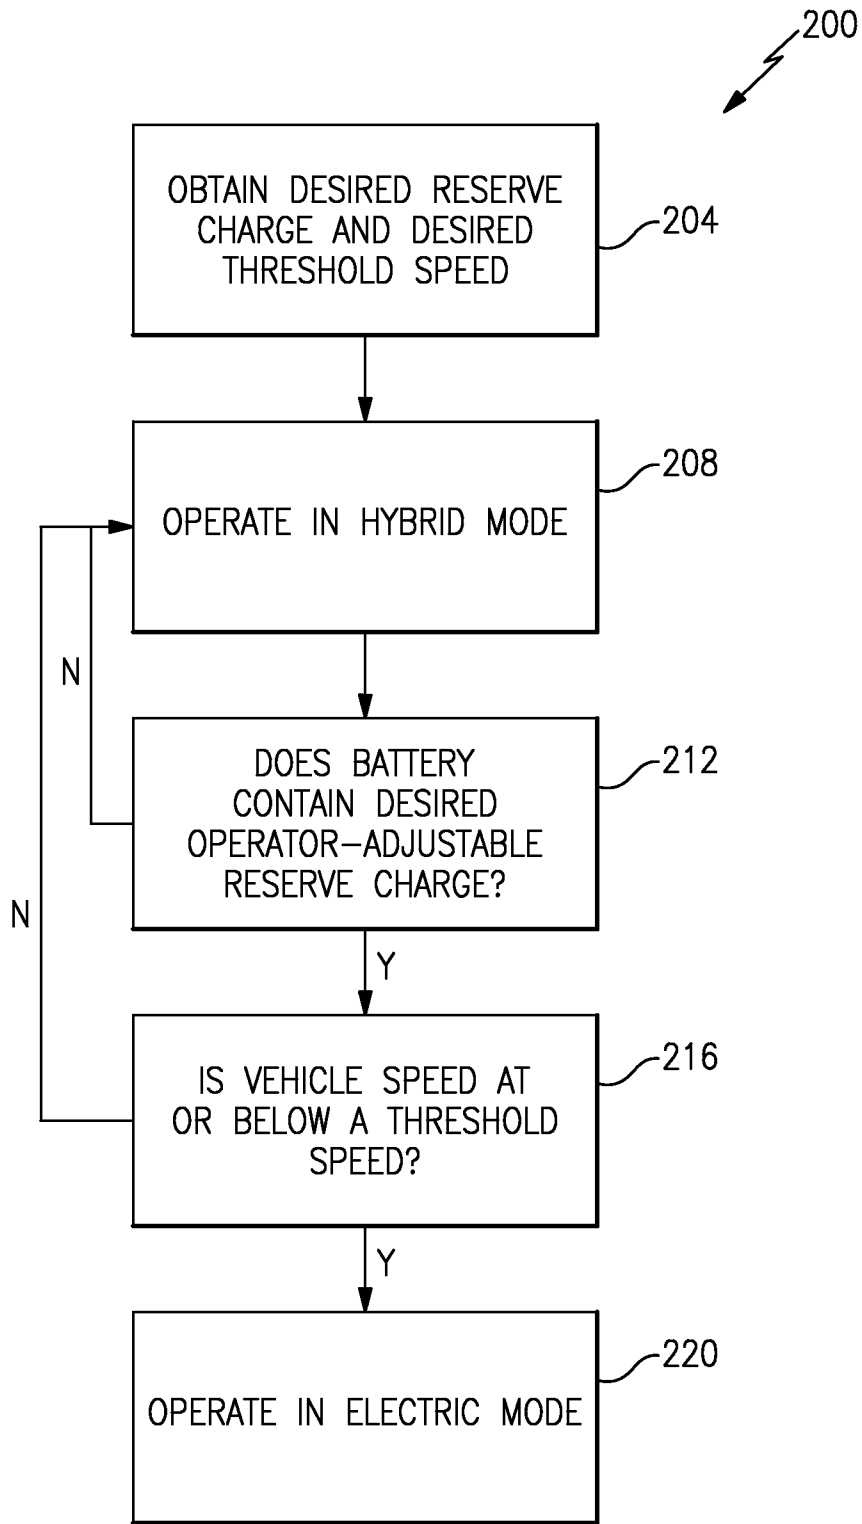 200
OBTAIN DESIRED RESERVE
CHARGE AND DESIRED
THRESHOLD SPEED
204
OPERATE IN HYBRID MODE
208
N
DOES BATTERY
CONTAIN DESIRED
OPERATOR–ADJUSTABLE
RESERVE CHARGE?
212
N
Y
IS VEHICLE SPEED AT
OR BELOW A THRESHOLD
SPEED?
216
Y
OPERATE IN ELECTRIC MODE
220